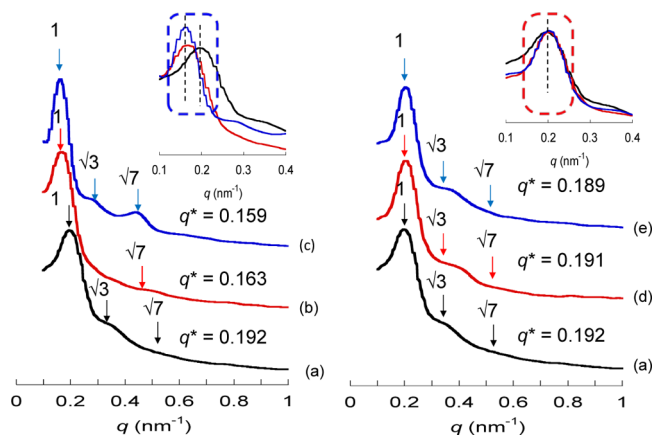 1
√3
√7
q* = 0.159
(c)
1
√7
q* = 0.163
(b)
1
√3
√7
q* = 0.192
(a)
0 0.2 0.4 0.6 0.8 1
q (nm⁻¹)
0.1 0.2 0.3 0.4
q (nm⁻¹)
1
√3
√7
q* = 0.189
(e)
1
√3
√7
q* = 0.191
(d)
1
√3
√7
q* = 0.192
(a)
0 0.2 0.4 0.6 0.8 1
q (nm⁻¹)
0.1 0.2 0.3 0.4
q (nm⁻¹)